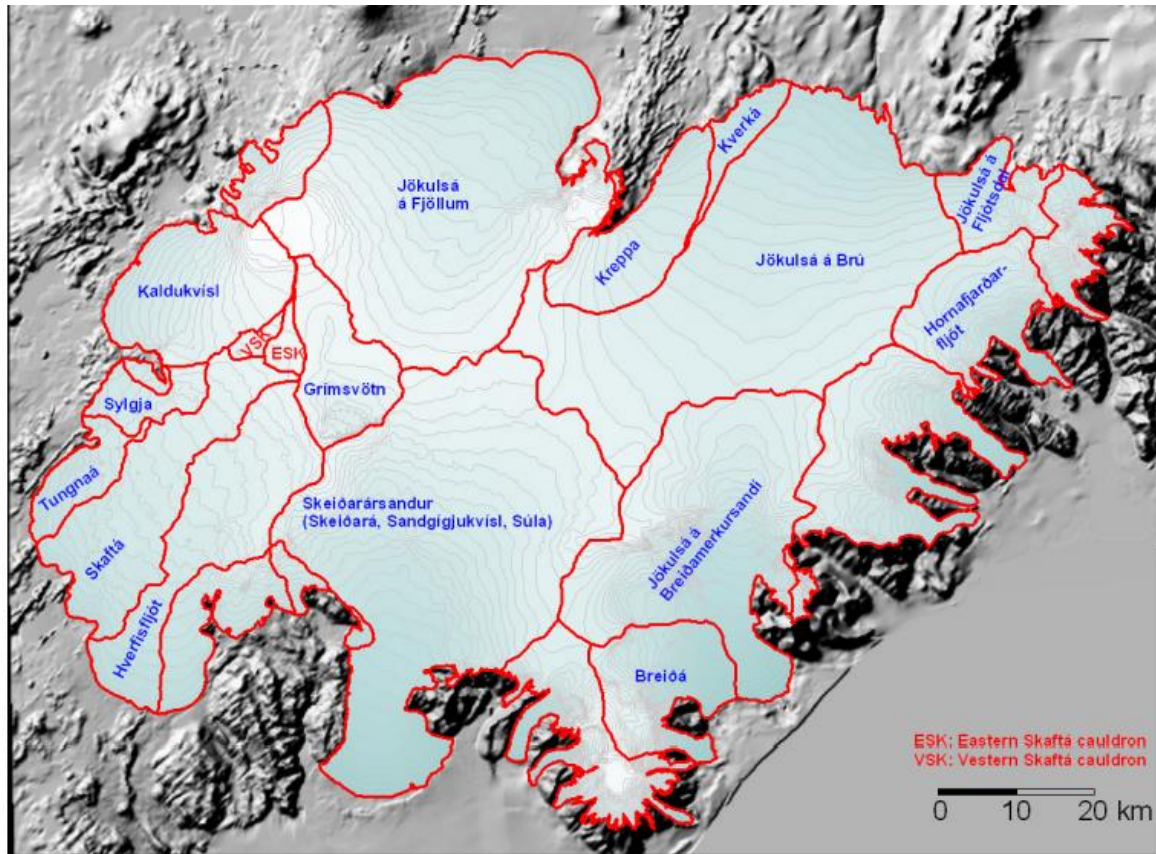 Kverká
Jökulsá
á Fjöllum
Jökulsá á
Fljótsdal
Kreppa
Jökulsá á Brú
Kaldukvísl
Hornafjarðar-
fljót
VSK
ESK
Grímsvötn
Sylgja
Tungnaá
Skeiðarársandur
(Skeiðará, Sandgígjukvísl, Súla)
Skaftá
Jökulsá á
Breiðamerkursandi
Hverfisfljót
Breiðá
ESK: Eastern Skaftá cauldron
VSK: Vestern Skaftá cauldron
0 10 20 km